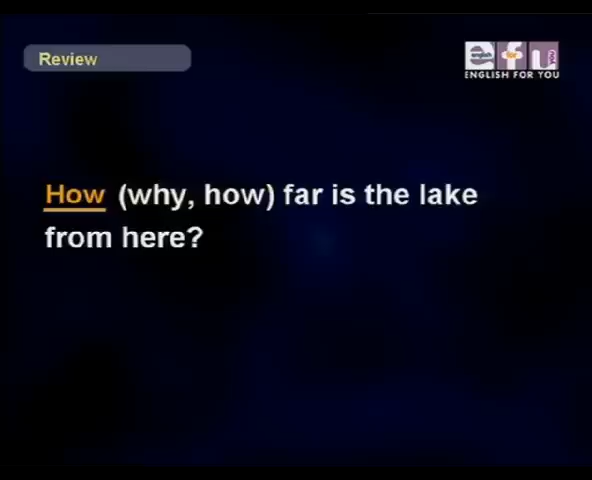 Review
efu
ENGLISH FOR YOU
How (why, how) far is the lake
from here?